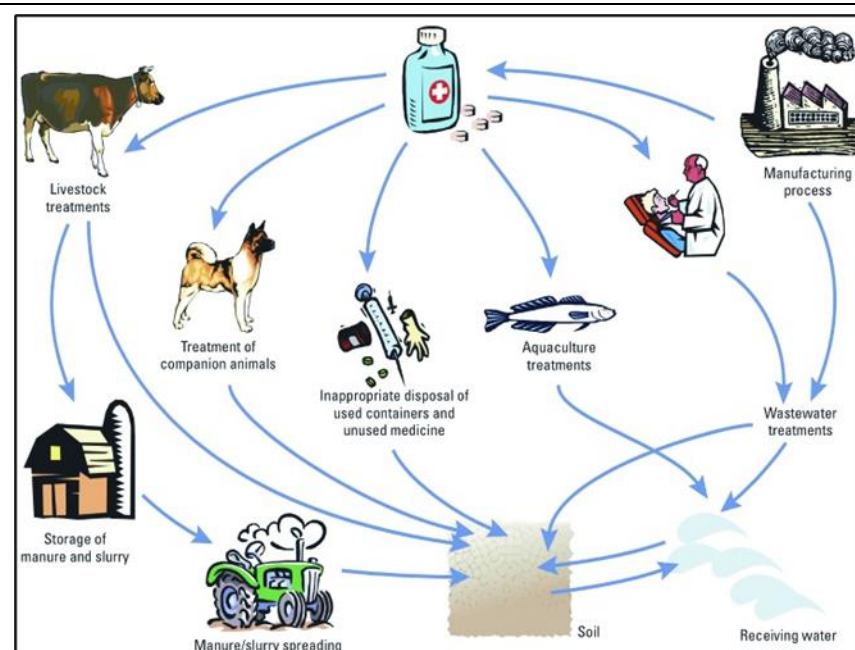 Livestock
treatments
Manufacturing
process
Treatment of
companion animals
Inappropriate disposal of
used containers and
unused medicine
Aquaculture
treatments
Wastewater
treatments
Storage of
manure and slurry
Manure/slurry spreading
Soil
Receiving water